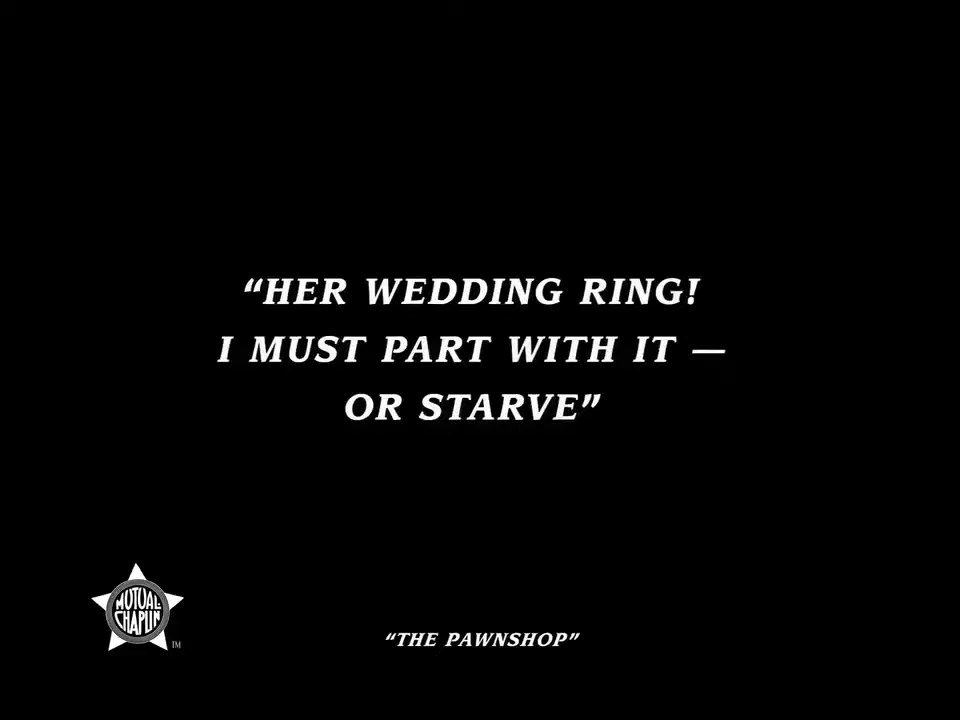 “HER WEDDING RING!
I MUST PART WITH IT —
OR STARVE”
MUTUAL-
CHAPLIN
TM
“THE PAWNSHOP”